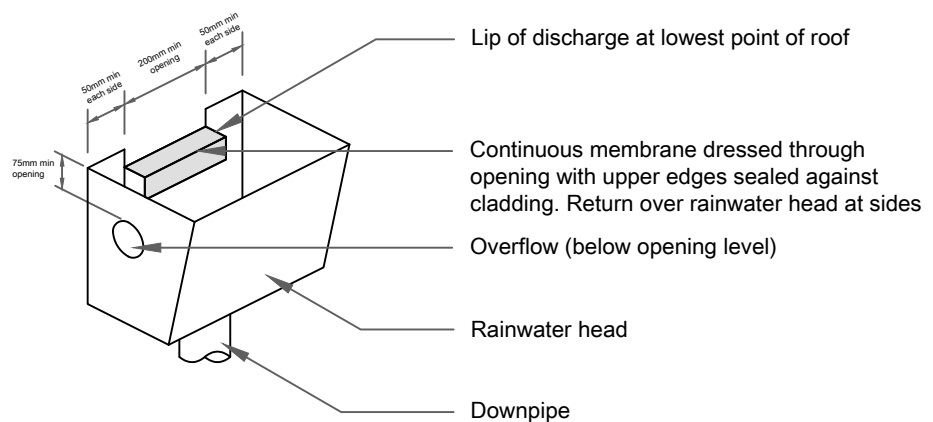 50mm min
each side
200mm min
opening
50mm min
each side
Lip of discharge at lowest point of roof
75mm min
opening
Continuous membrane dressed through
opening with upper edges sealed against
cladding. Return over rainwater head at sides
Overflow (below opening level)
Rainwater head
Downpipe